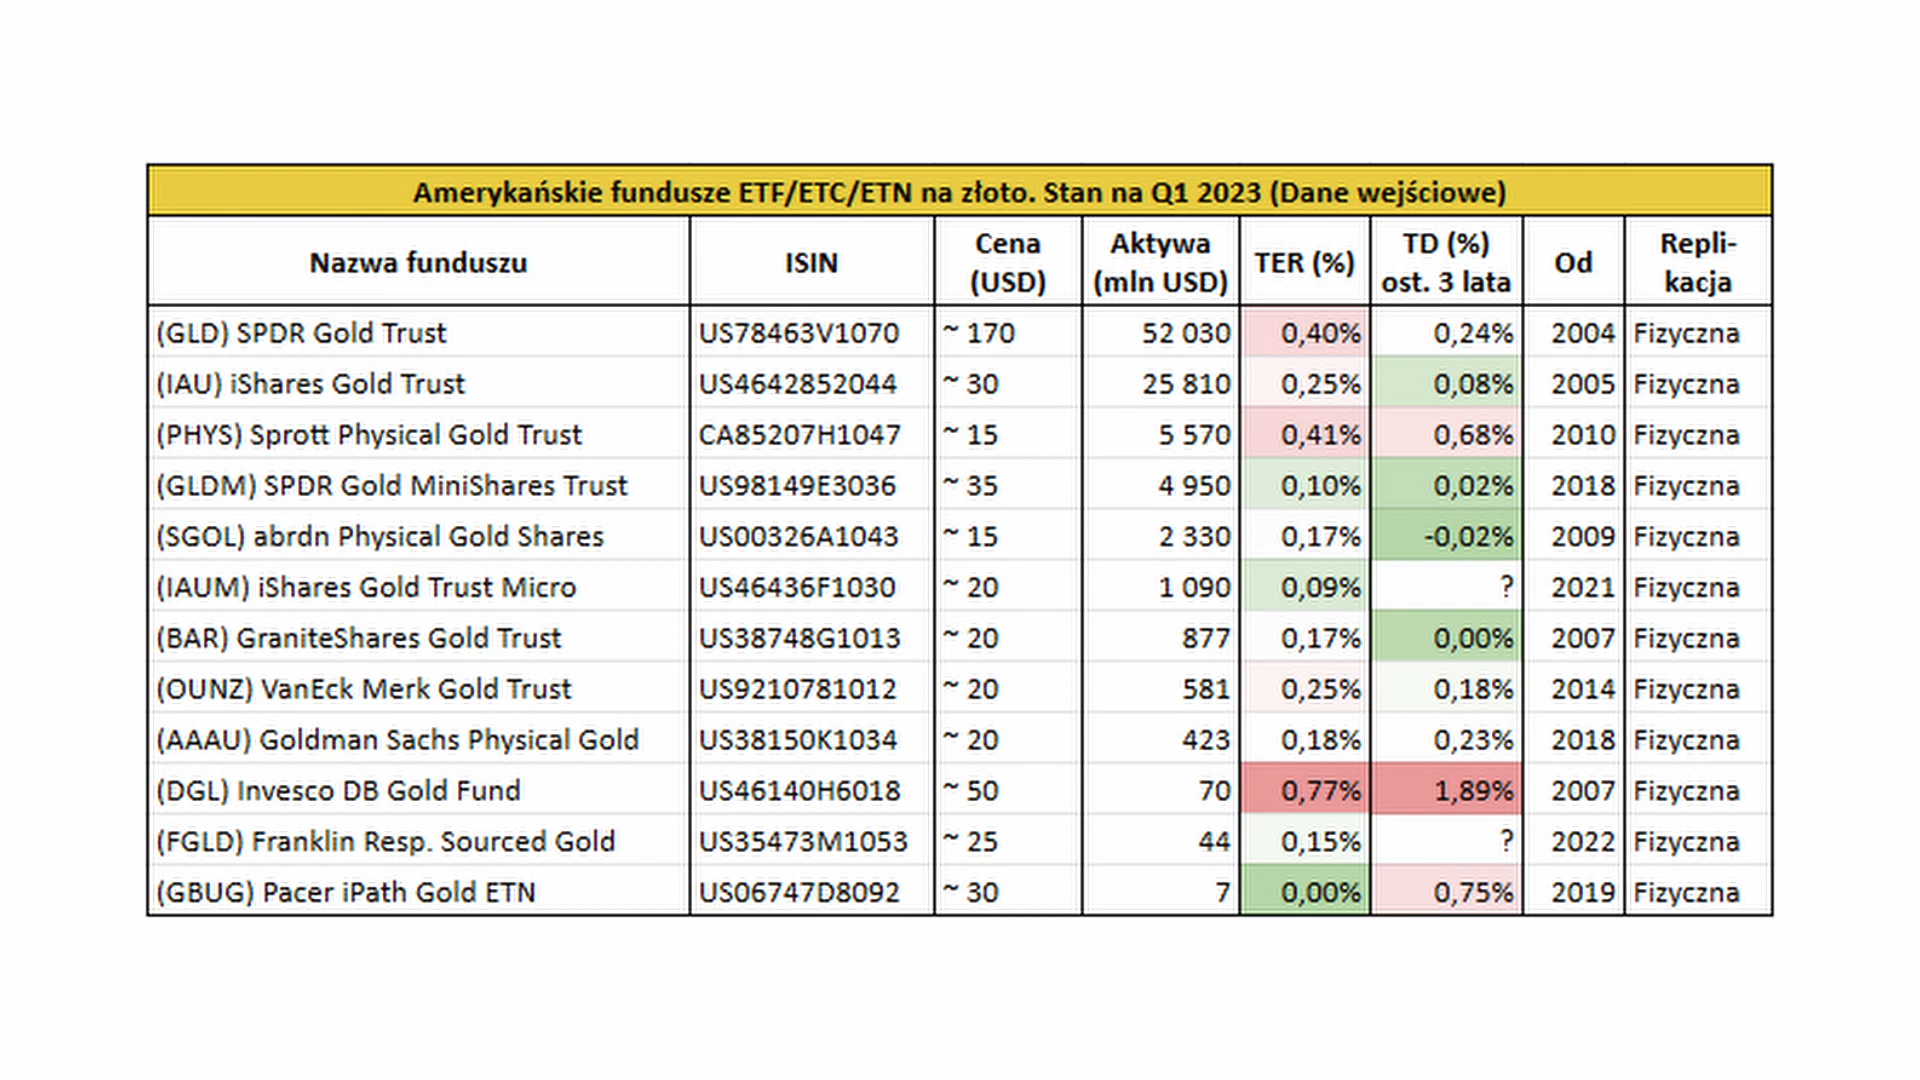 Amerykańskie fundusze ETF/ETC/ETN na złoto. Stan na Q1 2023 (Dane wejściowe)
Nazwa funduszu ISIN Cena (USD) Aktywa (mln USD) TER (%) TD (%) ost. 3 lata Od Repli-kacja
(GLD) SPDR Gold Trust US78463V1070 ~ 170 52 030 0,40% 0,24% 2004 Fizyczna
(IAU) iShares Gold Trust US4642852044 ~ 30 25 810 0,25% 0,08% 2005 Fizyczna
(PHYS) Sprott Physical Gold Trust CA85207H1047 ~ 15 5 570 0,41% 0,68% 2010 Fizyczna
(GLDM) SPDR Gold MiniShares Trust US98149E3036 ~ 35 4 950 0,10% 0,02% 2018 Fizyczna
(SGOL) abrdn Physical Gold Shares US00326A1043 ~ 15 2 330 0,17% -0,02% 2009 Fizyczna
(IAUM) iShares Gold Trust Micro US46436F1030 ~ 20 1 090 0,09% ? 2021 Fizyczna
(BAR) GraniteShares Gold Trust US38748G1013 ~ 20 877 0,17% 0,00% 2007 Fizyczna
(OUNZ) VanEck Merk Gold Trust US9210781012 ~ 20 581 0,25% 0,18% 2014 Fizyczna
(AAAU) Goldman Sachs Physical Gold US38150K1034 ~ 20 423 0,18% 0,23% 2018 Fizyczna
(DGL) Invesco DB Gold Fund US46140H6018 ~ 50 70 0,77% 1,89% 2007 Fizyczna
(FGLD) Franklin Resp. Sourced Gold US35473M1053 ~ 25 44 0,15% ? 2022 Fizyczna
(GBUG) Pacer iPath Gold ETN US06747D8092 ~ 30 7 0,00% 0,75% 2019 Fizyczna